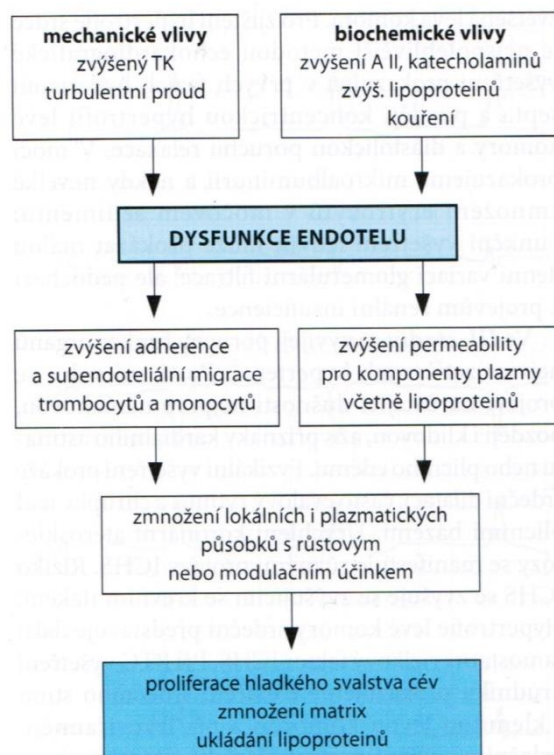 mechanické vlivy
zvýšený TK
turbulentní proud
biochemické vlivy
zvýšení A II, katecholaminů
zvýš. lipoproteinů
kouření
DYSFUNKCE ENDOTELU
zvýšení adherence
a subendoteliální migrace
trombocytů a monocytů
zvýšení permeability
pro komponenty plazmy
včetně lipoproteinů
zmnožení lokálních i plazmatických
působků s růstovým
nebo modulačním účinkem
proliferace hladkého svalstva cév
zmnožení matrix
ukládání lipoproteinů